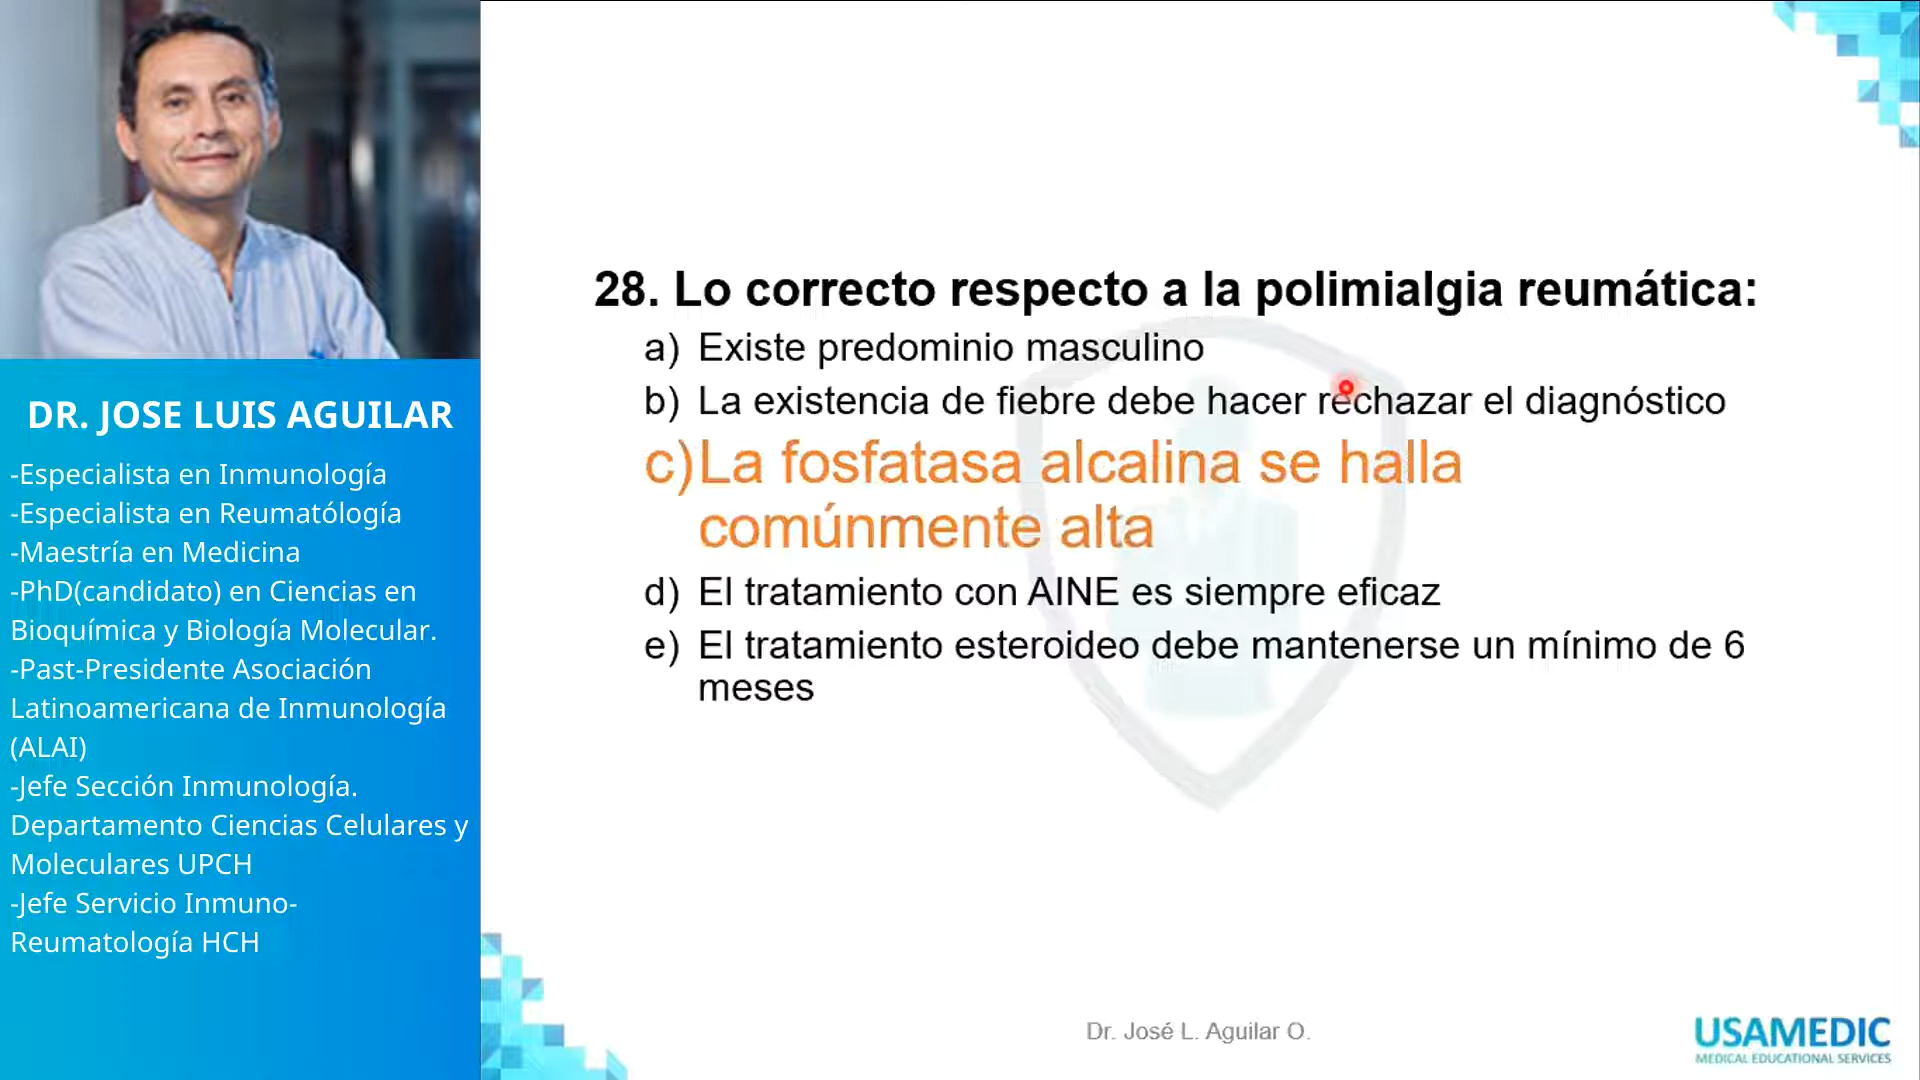 DR. JOSE LUIS AGUILAR
-Especialista en Inmunología
-Especialista en Reumatólogía
-Maestría en Medicina
-PhD(candidato) en Ciencias en
Bioquímica y Biología Molecular.
-Past-Presidente Asociación
Latinoamericana de Inmunología
(ALAI)
-Jefe Sección Inmunología.
Departamento Ciencias Celulares y
Moleculares UPCH
-Jefe Servicio Inmuno-
Reumatología HCH
28. Lo correcto respecto a la polimialgia reumática:
a) Existe predominio masculino
b) La existencia de fiebre debe hacer rechazar el diagnóstico
c) La fosfatasa alcalina se halla
comúnmente alta
d) El tratamiento con AINE es siempre eficaz
e) El tratamiento esteroideo debe mantenerse un mínimo de 6
meses
Dr. José L. Aguilar O.
USAMEDIC
MEDICAL EDUCATIONAL SERVICES